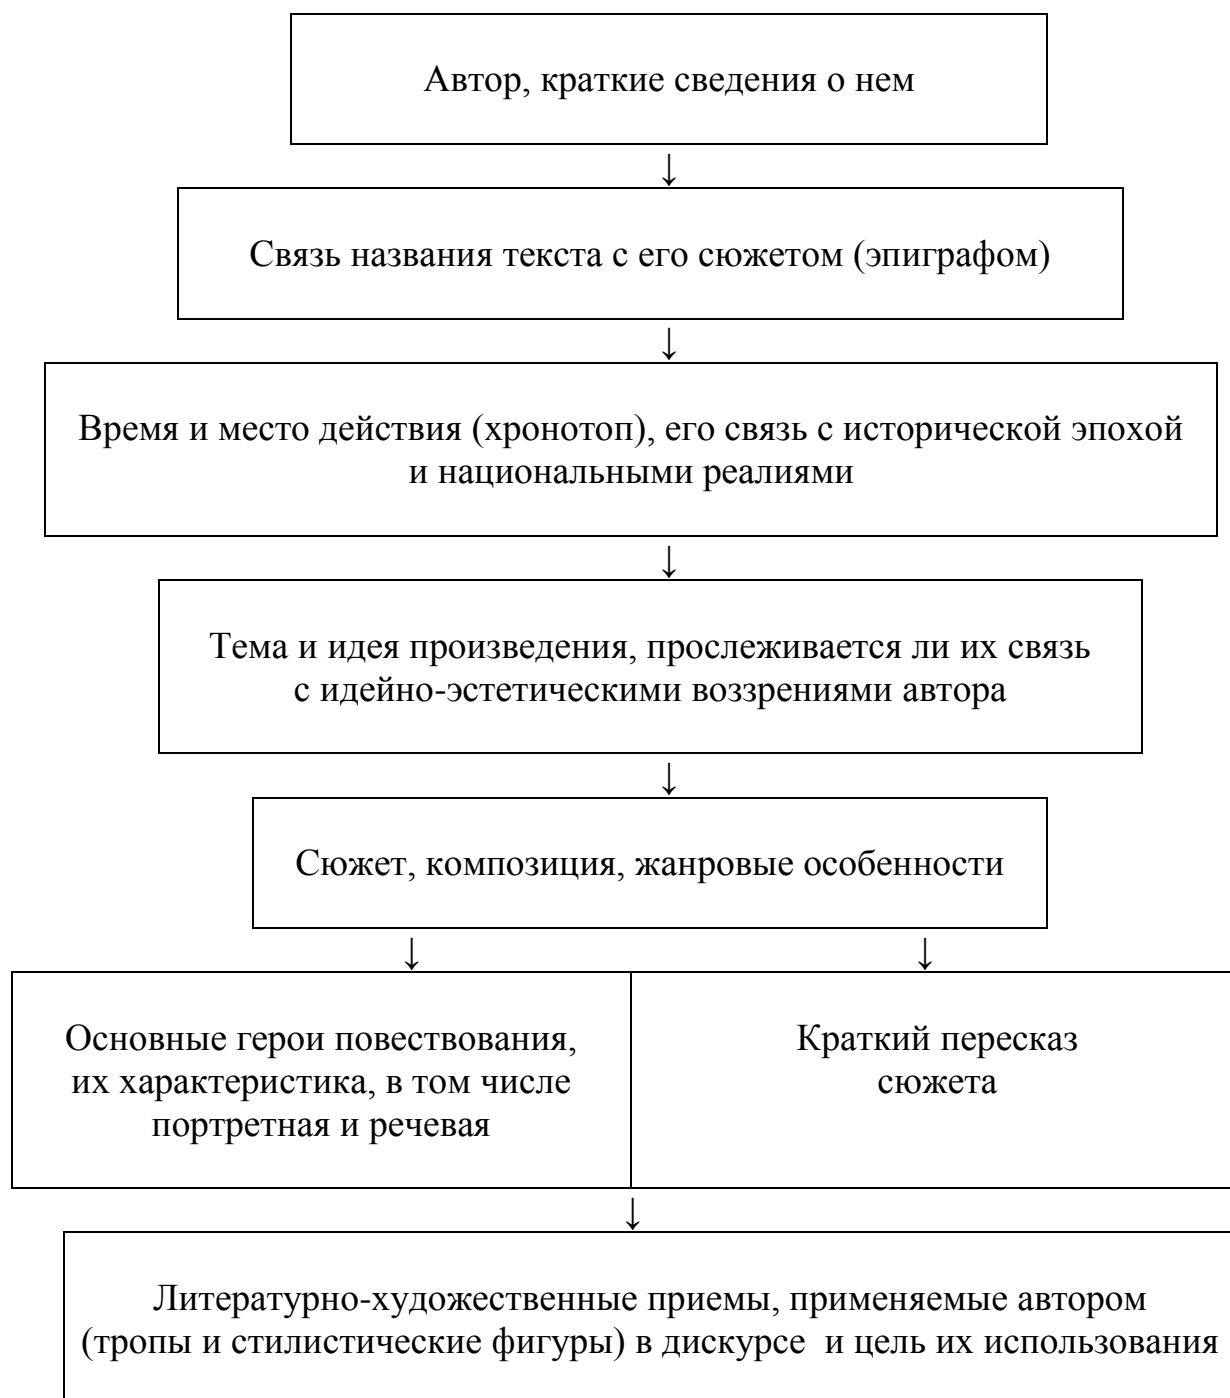 Автор, краткие сведения о нем
↓
Связь названия текста с его сюжетом (эпиграфом)
↓
Время и место действия (хронотоп), его связь с исторической эпохой
и национальными реалиями
↓
Тема и идея произведения, прослеживается ли их связь
с идейно-эстетическими воззрениями автора
↓
Сюжет, композиция, жанровые особенности
↓ ↓
Основные герои повествования,
их характеристика, в том числе
портретная и речевая
Краткий пересказ
сюжета
↓
Литературно-художественные приемы, применяемые автором
(тропы и стилистические фигуры) в дискурсе и цель их использования